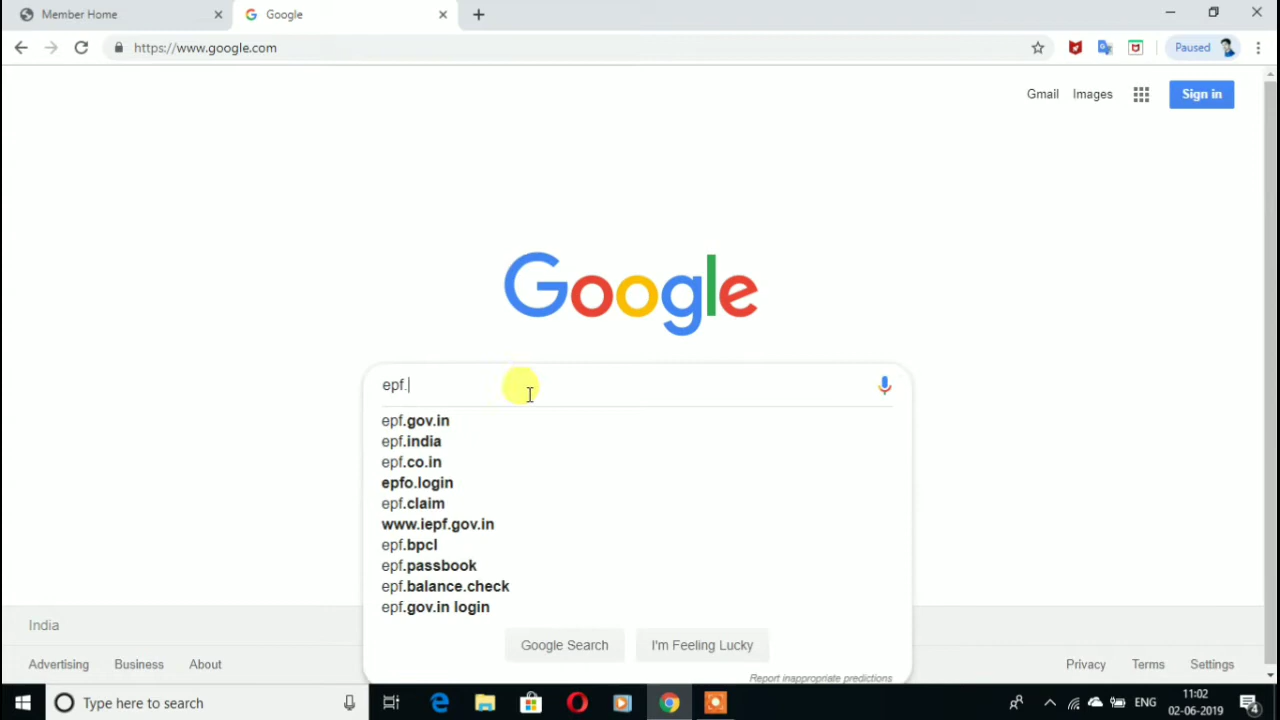 Member Home
Google
https://www.google.com
Paused
Gmail
Images
Sign in
Google
epf.
epf.gov.in
epf.india
epf.co.in
epfo.login
epf.claim
www.iepf.gov.in
epf.bpcl
epf.passbook
epf.balance.check
epf.gov.in login
Google Search
I'm Feeling Lucky
Report inappropriate predictions
India
Advertising
Business
About
Privacy
Terms
Settings
Type here to search
ENG
11:02
02-06-2019
4